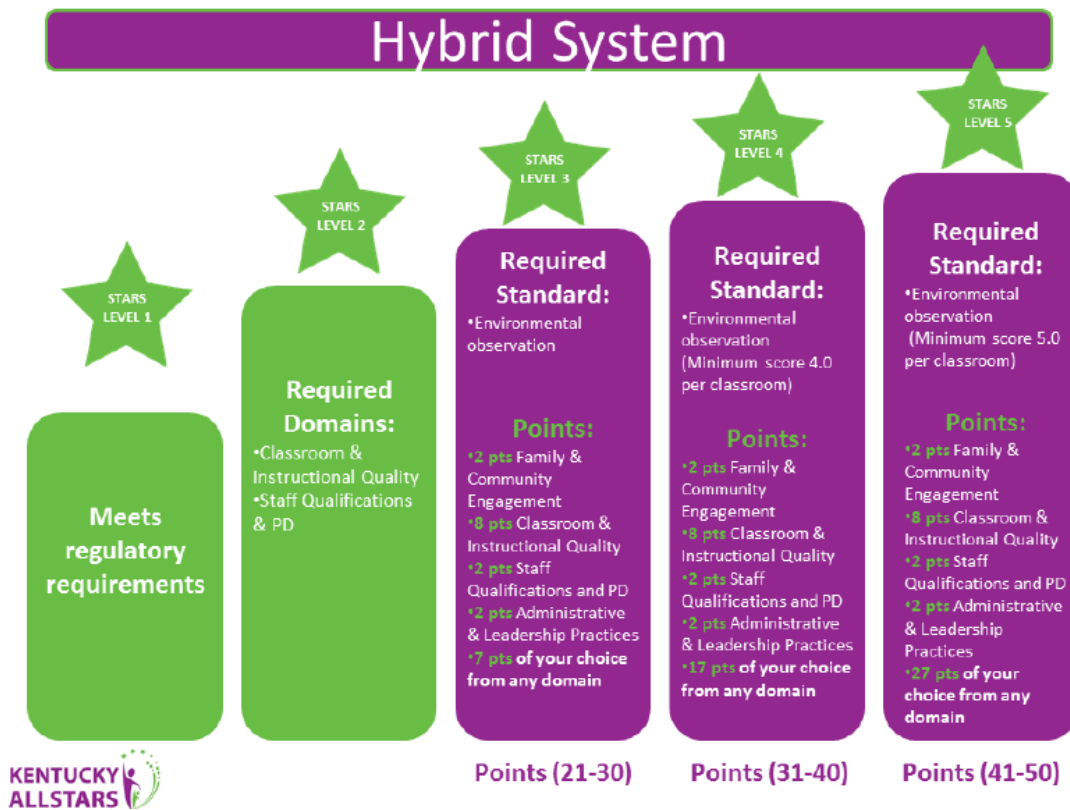 Hybrid System
STARS
LEVEL 1
Meets
regulatory
requirements
STARS
LEVEL 2
Required
Domains:
•Classroom &
Instructional Quality
•Staff Qualifications
& PD
STARS
LEVEL 3
Required
Standard:
•Environmental
observation
Points:
•2 pts Family &
Community
Engagement
•8 pts Classroom &
Instructional Quality
•2 pts Staff
Qualifications and PD
•2 pts Administrative
& Leadership Practices
•7 pts of your choice
from any domain
Points (21-30)
STARS
LEVEL 4
Required
Standard:
•Environmental
observation
(Minimum score 4.0
per classroom)
Points:
•2 pts Family &
Community
Engagement
•8 pts Classroom &
Instructional Quality
•2 pts Staff
Qualifications and PD
•2 pts Administrative
& Leadership Practices
•17 pts of your choice
from any domain
Points (31-40)
STARS
LEVEL 5
Required
Standard:
•Environmental
observation
(Minimum score 5.0
per classroom)
Points:
•2 pts Family &
Community
Engagement
•8 pts Classroom &
Instructional Quality
•2 pts Staff
Qualifications and PD
•2 pts Administrative
& Leadership
Practices
•27 pts of your
choice from any
domain
Points (41-50)
KENTUCKY
ALLSTARS